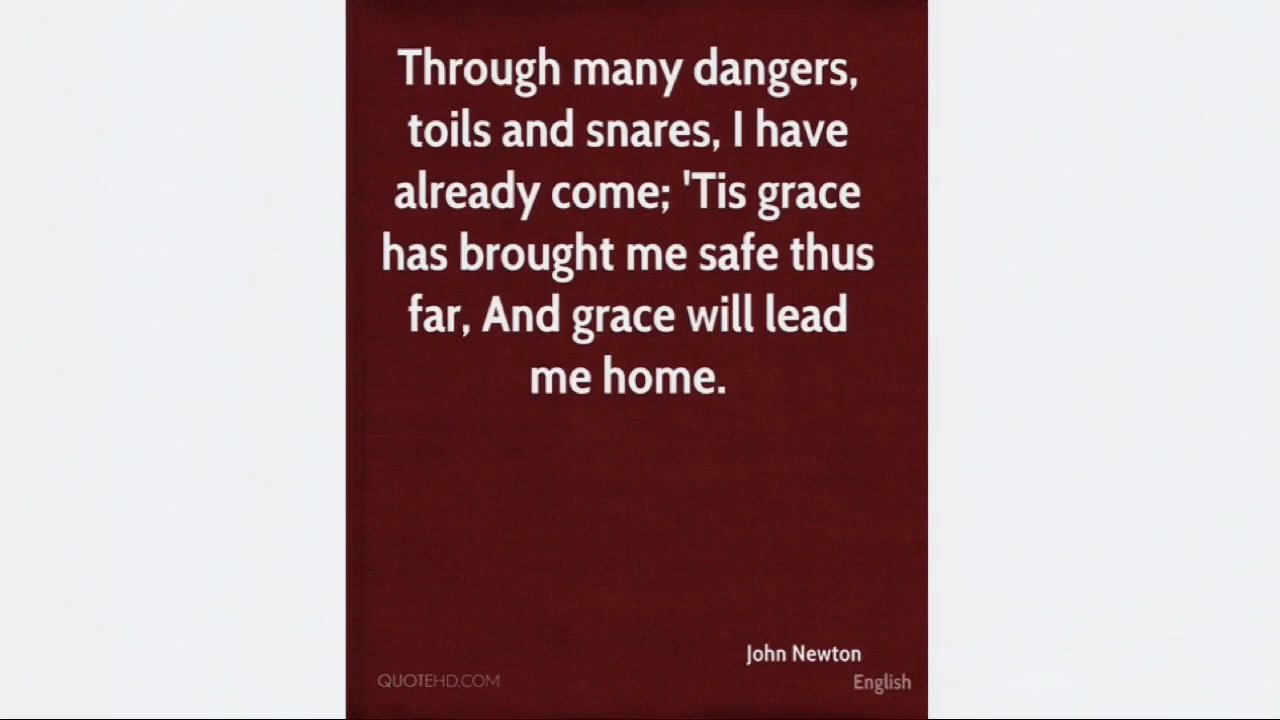 Through many dangers,
toils and snares, I have
already come; 'Tis grace
has brought me safe thus
far, And grace will lead
me home.
John Newton
QUOTEHD.COM
English